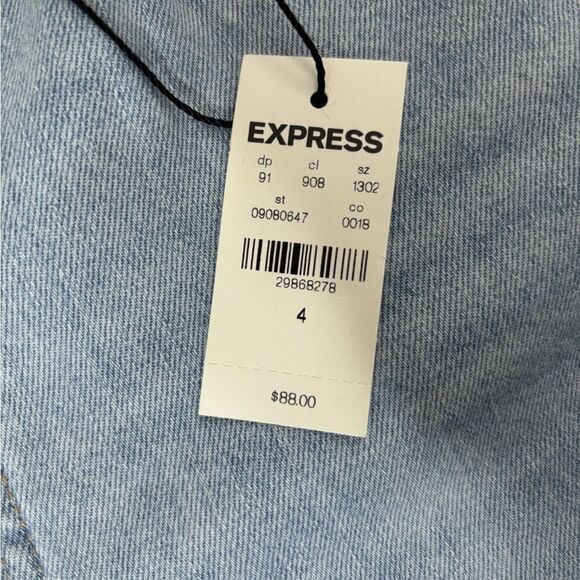 EXPRESS
dp cl sz
91 908 1302
st co
09080647 0018
29868278
4
$88.00